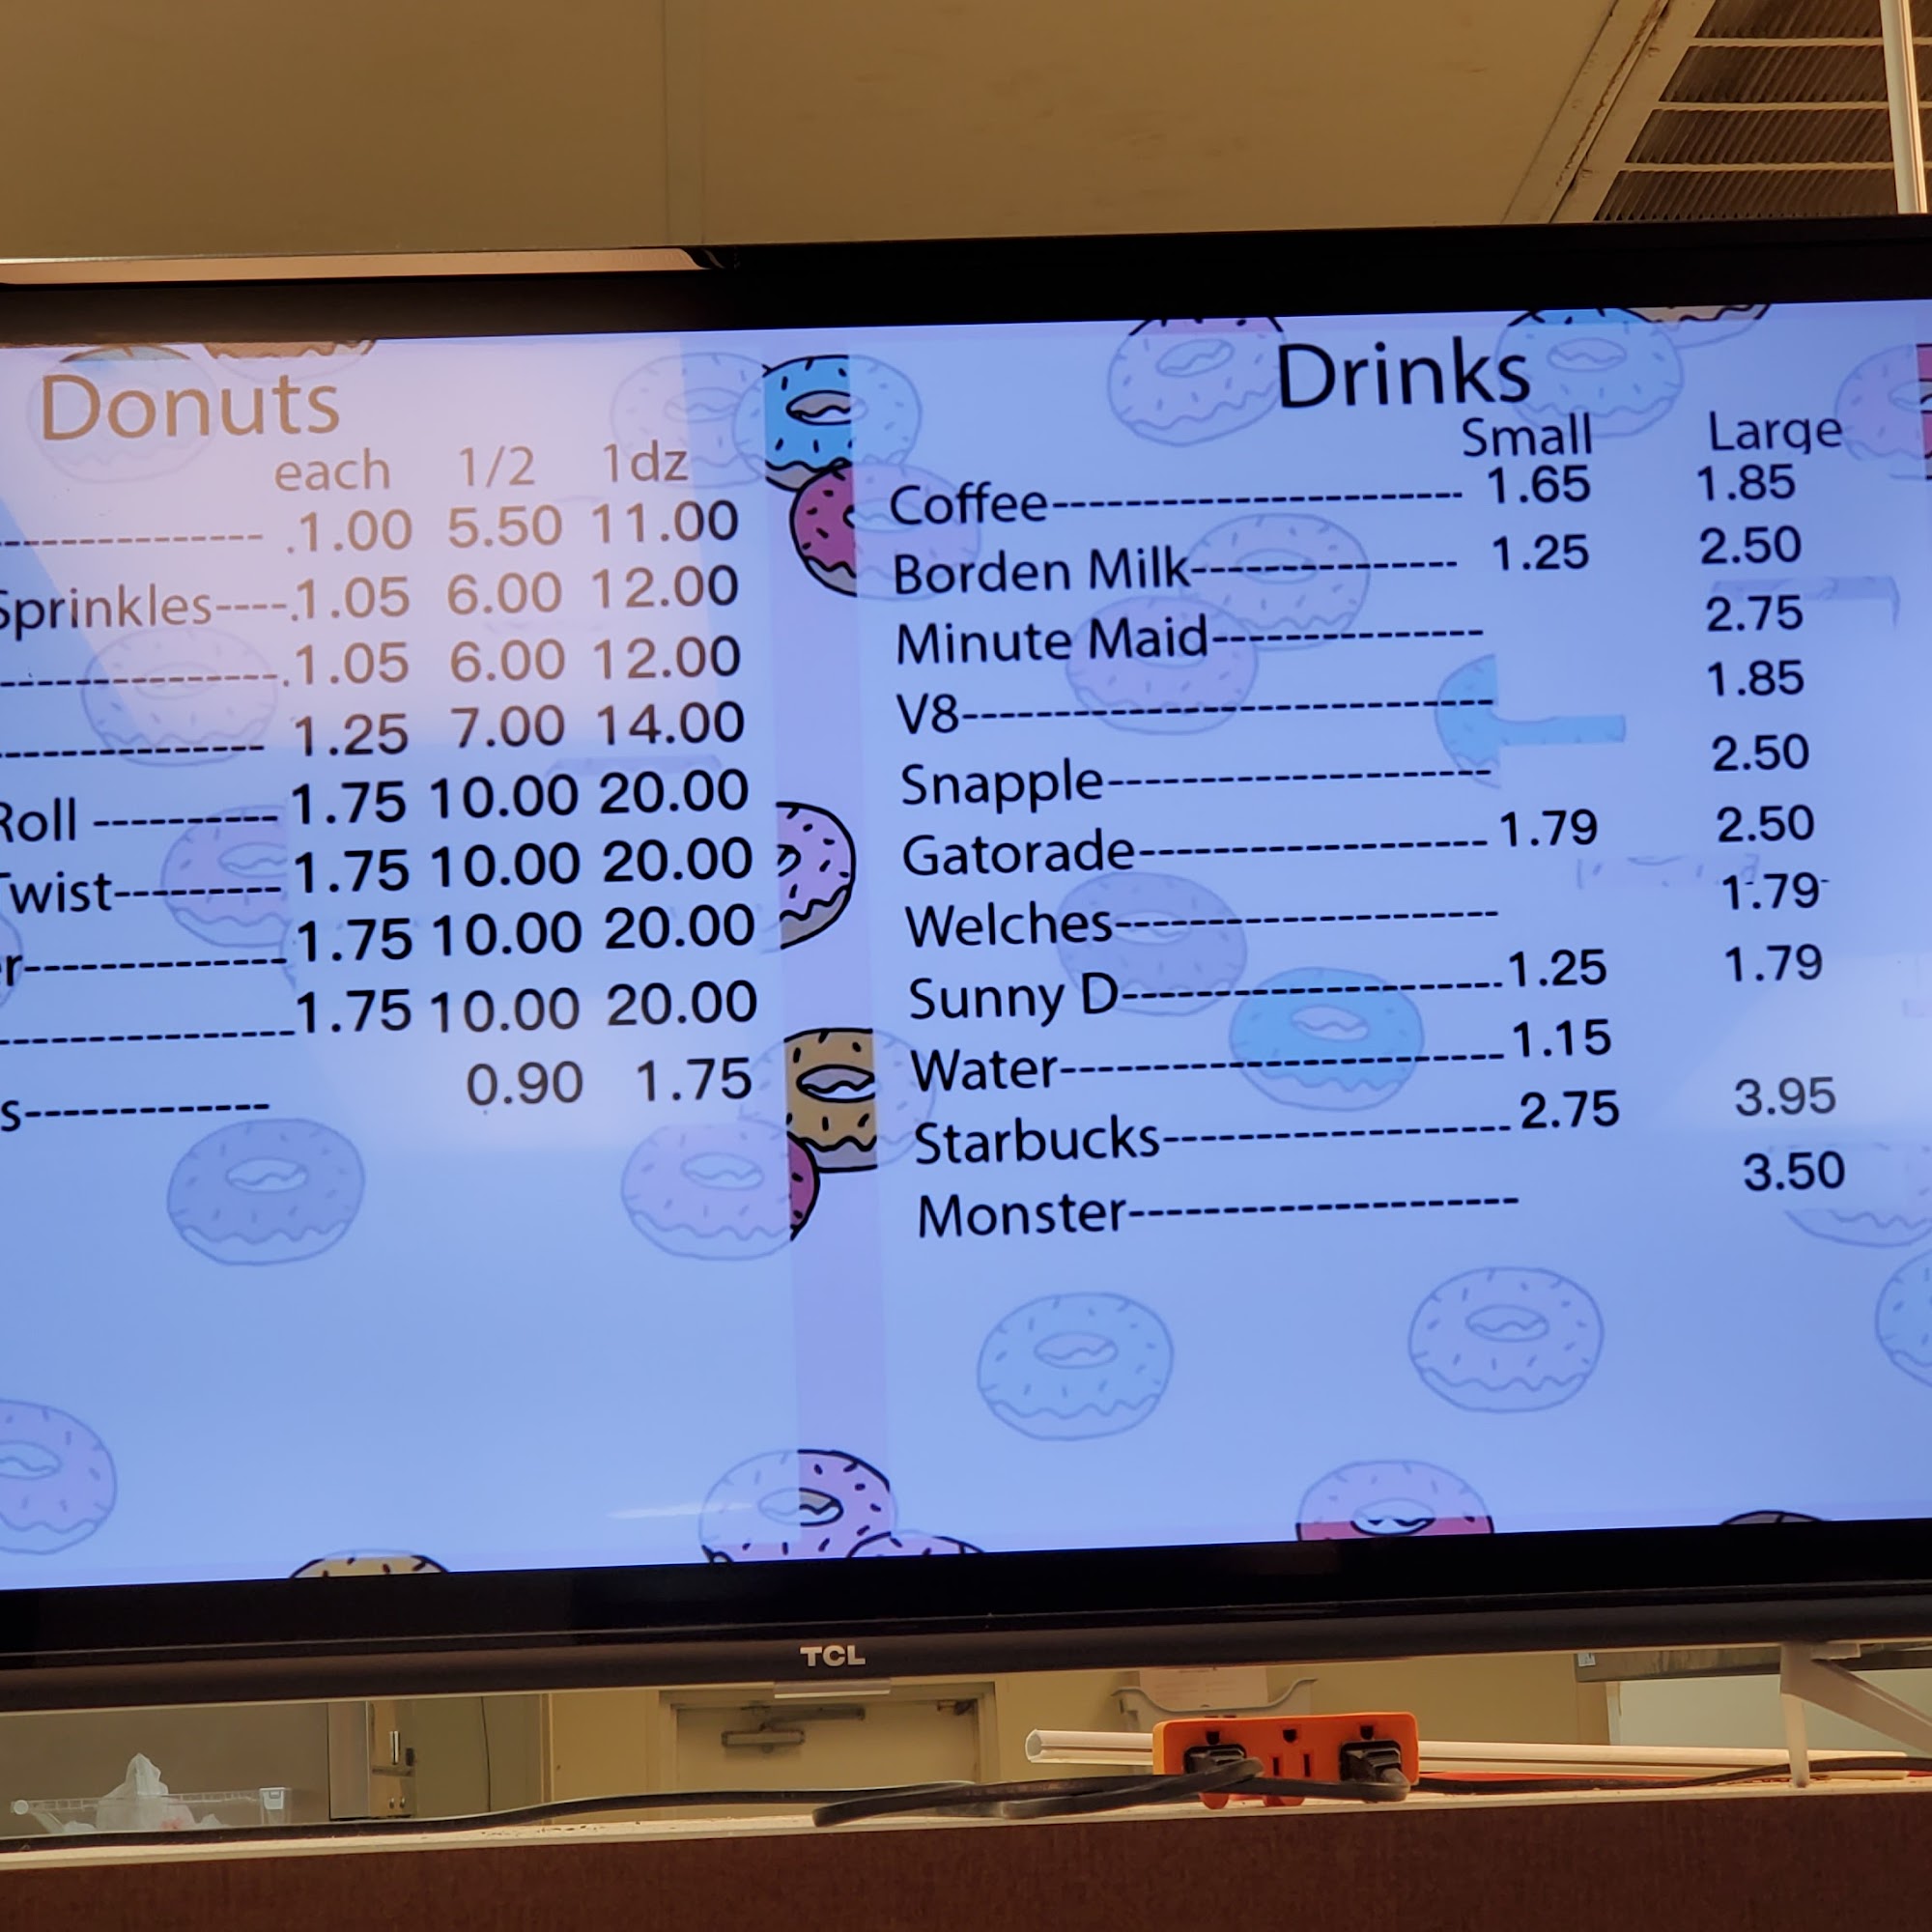 Donuts
each 1/2 1dz
-------------- .1.00 5.50 11.00
Sprinkles----.1.05 6.00 12.00
---------------.1.05 6.00 12.00
-------------- 1.25 7.00 14.00
Roll ---------- 1.75 10.00 20.00
Twist--------- 1.75 10.00 20.00
r-------------- 1.75 10.00 20.00
----------------1.75 10.00 20.00
s------------- 0.90 1.75
Drinks
Small Large
Coffee---------------------- 1.65 1.85
Borden Milk-------------- 1.25 2.50
Minute Maid-------------- 2.75
V8---------------------------- 1.85
Snapple-------------------- 2.50
Gatorade------------------ 1.79 2.50
Welches-------------------- 1.79
Sunny D-------------------- 1.25 1.79
Water----------------------- 1.15
Starbucks------------------ 2.75 3.95
Monster-------------------- 3.50
TCL